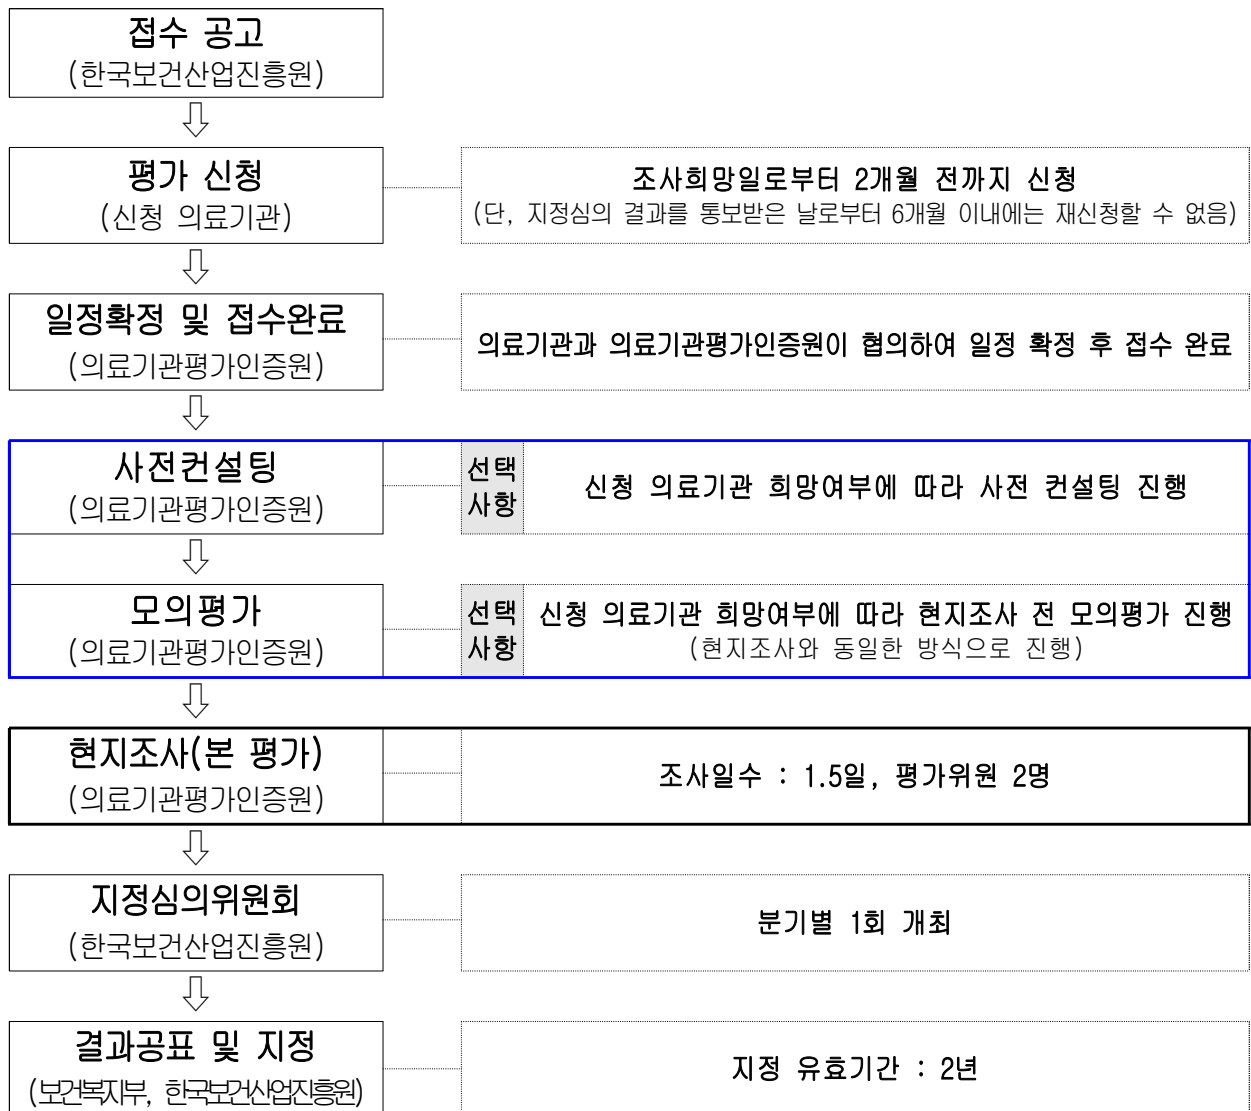 접수 공고
(한국보건산업진흥원)
평가 신청
(신청 의료기관)
조사희망일로부터 2개월 전까지 신청
(단, 지정심의 결과를 통보받은 날로부터 6개월 이내에는 재신청할 수 없음)
일정확정 및 접수완료
(의료기관평가인증원)
의료기관과 의료기관평가인증원이 협의하여 일정 확정 후 접수 완료
사전컨설팅
(의료기관평가인증원)
선택
사항
신청 의료기관 희망여부에 따라 사전 컨설팅 진행
모의평가
(의료기관평가인증원)
선택
사항
신청 의료기관 희망여부에 따라 현지조사 전 모의평가 진행
(현지조사와 동일한 방식으로 진행)
현지조사(본 평가)
(의료기관평가인증원)
조사일수 : 1.5일, 평가위원 2명
지정심의위원회
(한국보건산업진흥원)
분기별 1회 개최
결과공표 및 지정
(보건복지부, 한국보건산업진흥원)
지정 유효기간 : 2년